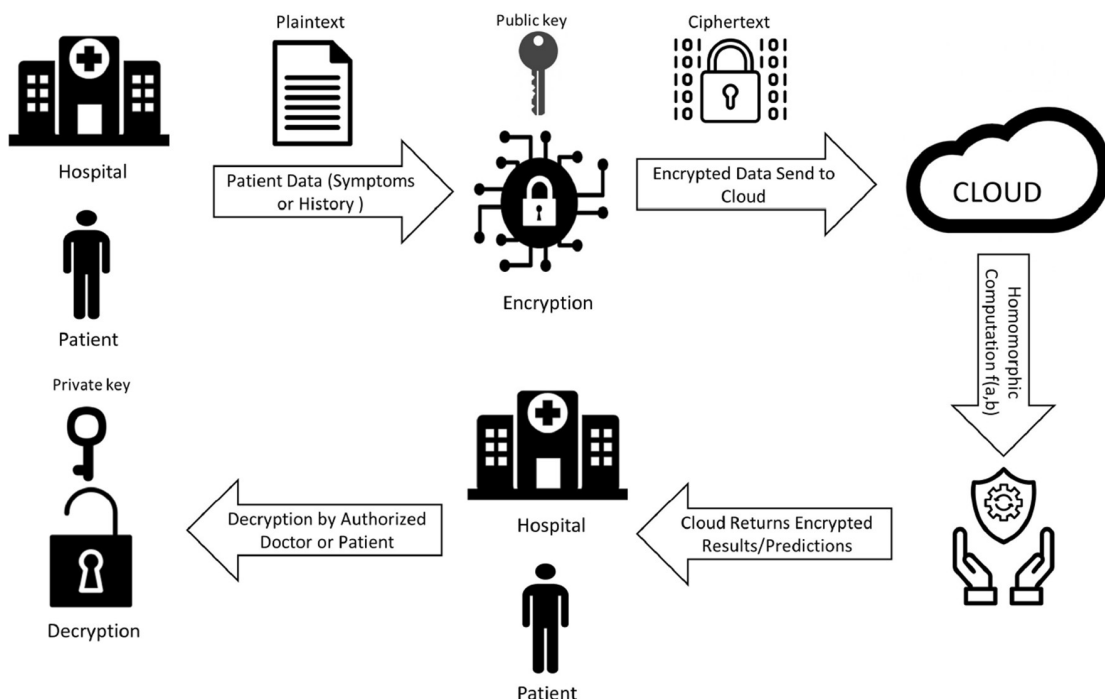 Plaintext
Public key
Ciphertext
Hospital
Patient Data (Symptoms
or History )
Encryption
Encrypted Data Send to
Cloud
CLOUD
Patient
Homomorphic
Computation f(a,b)
Private key
Decryption
Decryption by Authorized
Doctor or Patient
Hospital
Patient
Cloud Returns Encrypted
Results/Predictions